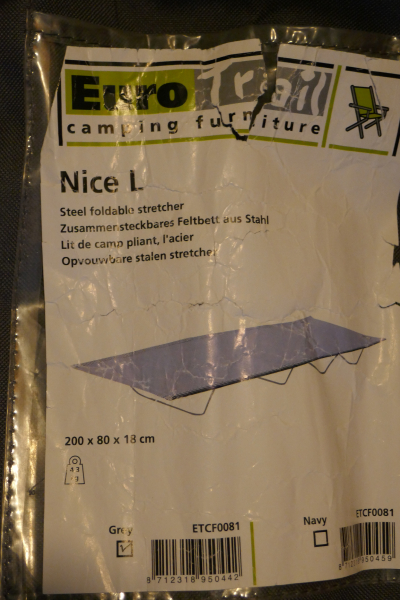 Euro Trail
camping furniture
Nice L
Steel foldable stretcher
Zusammensteckbares Feltbett aus Stahl
Lit de camp pliant, l'acier
Opvouwbare stalen stretcher
200 x 80 x 18 cm
Grey
ETCF0081
Navy
ETCF0081
8 712318 950442